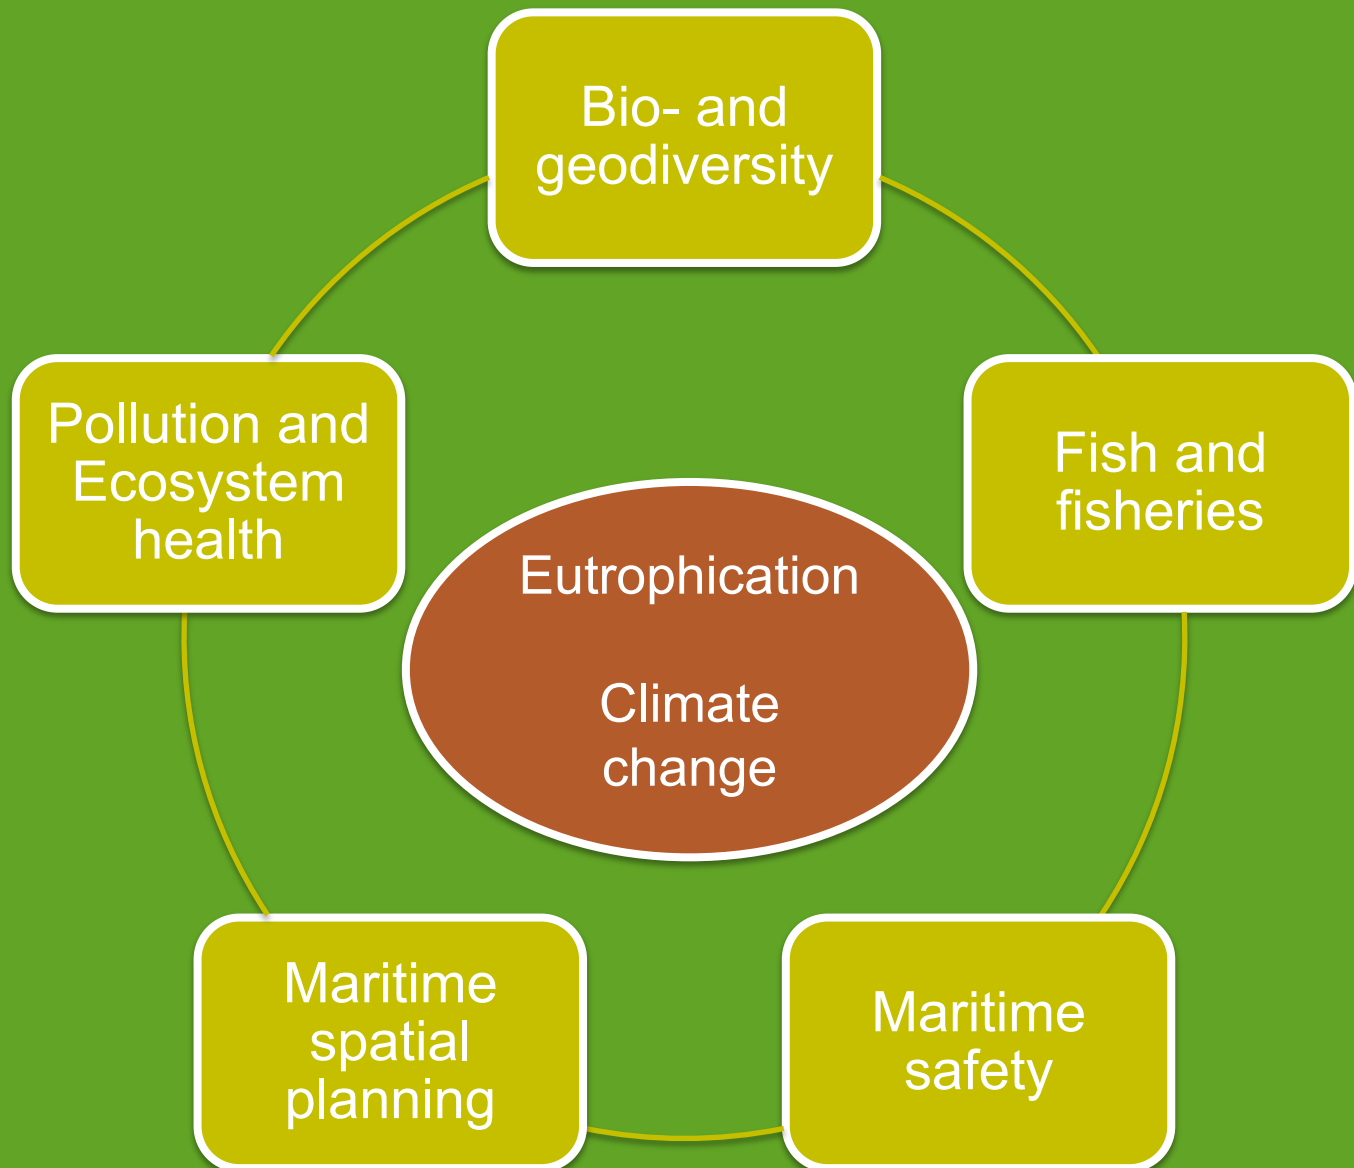 Bio- and
geodiversity
Pollution and
Ecosystem
health
Fish and
fisheries
Eutrophication
Climate
change
Maritime
spatial
planning
Maritime
safety